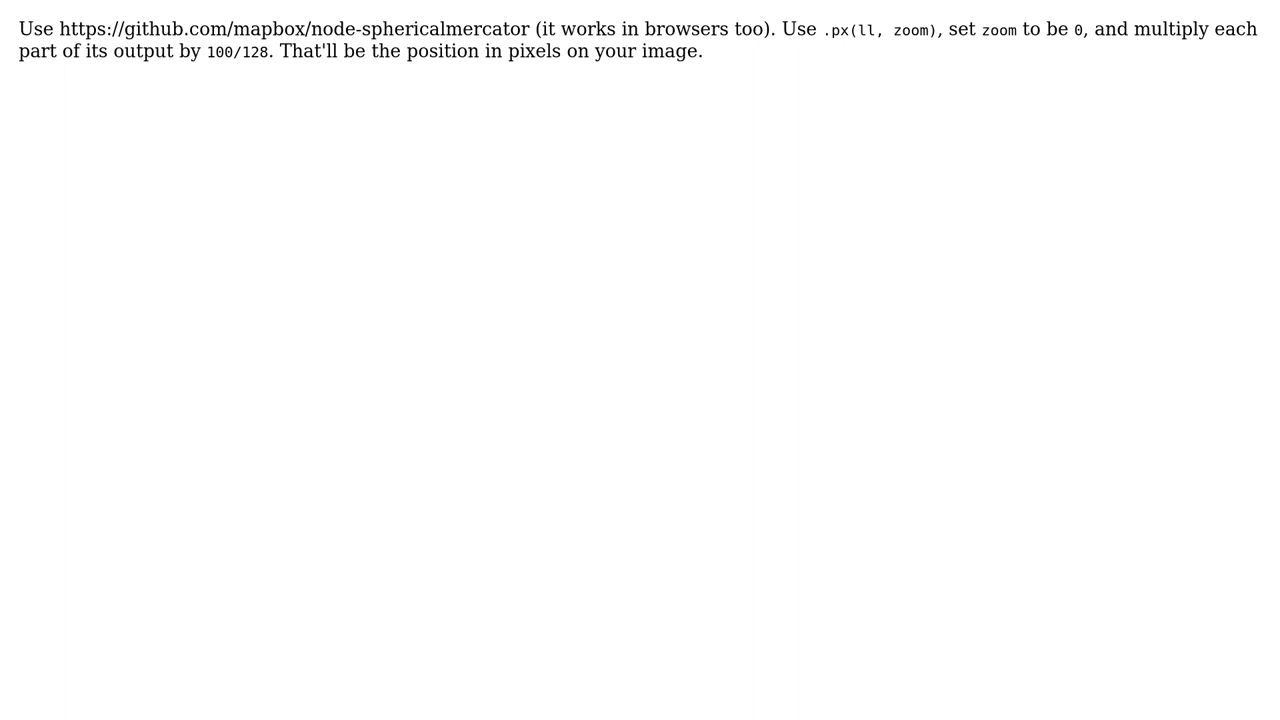 Use https://github.com/mapbox/node-sphericalmercator (it works in browsers too). Use .px(ll, zoom), set zoom to be 0, and multiply each
part of its output by 100/128. That'll be the position in pixels on your image.